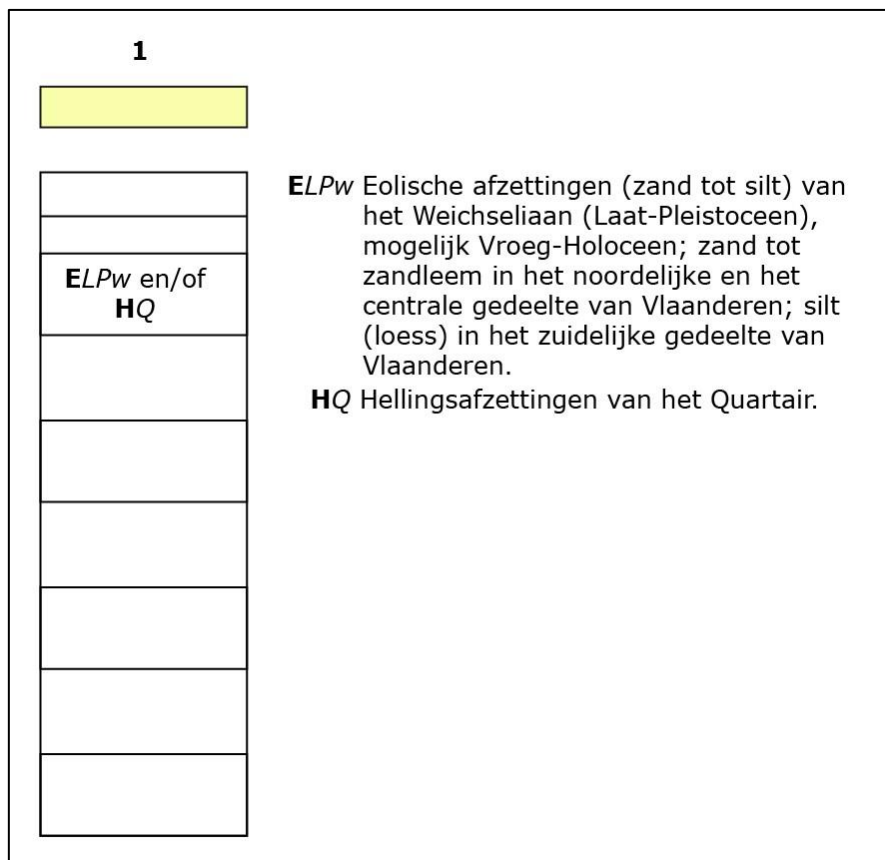 1
ELPw en/of
HQ
ELPw Eolische afzettingen (zand tot silt) van
het Weichseliaan (Laat-Pleistoceen),
mogelijk Vroeg-Holoceen; zand tot
zandleem in het noordelijke en het
centrale gedeelte van Vlaanderen; silt
(loess) in het zuidelijke gedeelte van
Vlaanderen.
HQ Hellingsafzettingen van het Quartair.